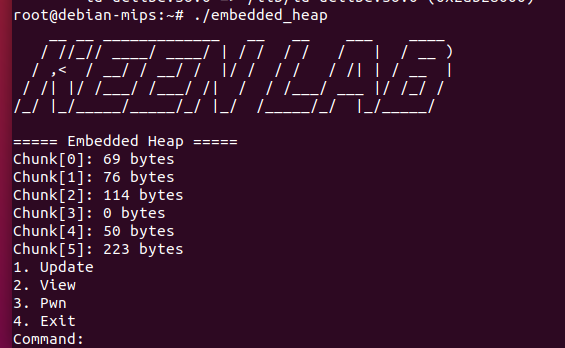 root@debian-mips:~# ./embedded_heap
KEEN LAB
===== Embedded Heap =====
Chunk[0]: 69 bytes
Chunk[1]: 76 bytes
Chunk[2]: 114 bytes
Chunk[3]: 0 bytes
Chunk[4]: 50 bytes
Chunk[5]: 223 bytes
1. Update
2. View
3. Pwn
4. Exit
Command: